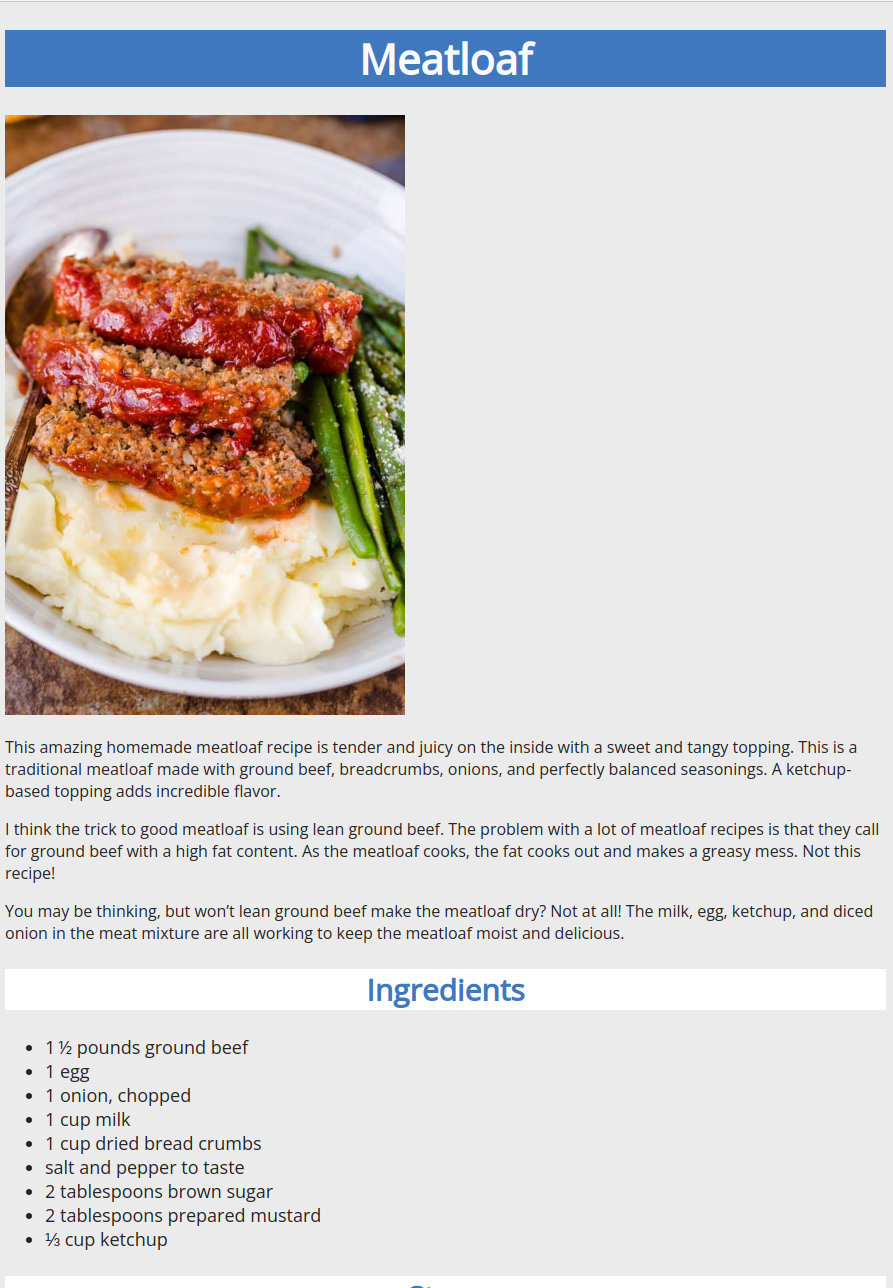 Meatloaf
This amazing homemade meatloaf recipe is tender and juicy on the inside with a sweet and tangy topping. This is a
traditional meatloaf made with ground beef, breadcrumbs, onions, and perfectly balanced seasonings. A ketchup-
based topping adds incredible flavor.
I think the trick to good meatloaf is using lean ground beef. The problem with a lot of meatloaf recipes is that they call
for ground beef with a high fat content. As the meatloaf cooks, the fat cooks out and makes a greasy mess. Not this
recipe!
You may be thinking, but won’t lean ground beef make the meatloaf dry? Not at all! The milk, egg, ketchup, and diced
onion in the meat mixture are all working to keep the meatloaf moist and delicious.
Ingredients
• 1 ½ pounds ground beef
• 1 egg
• 1 onion, chopped
• 1 cup milk
• 1 cup dried bread crumbs
• salt and pepper to taste
• 2 tablespoons brown sugar
• 2 tablespoons prepared mustard
• ⅓ cup ketchup